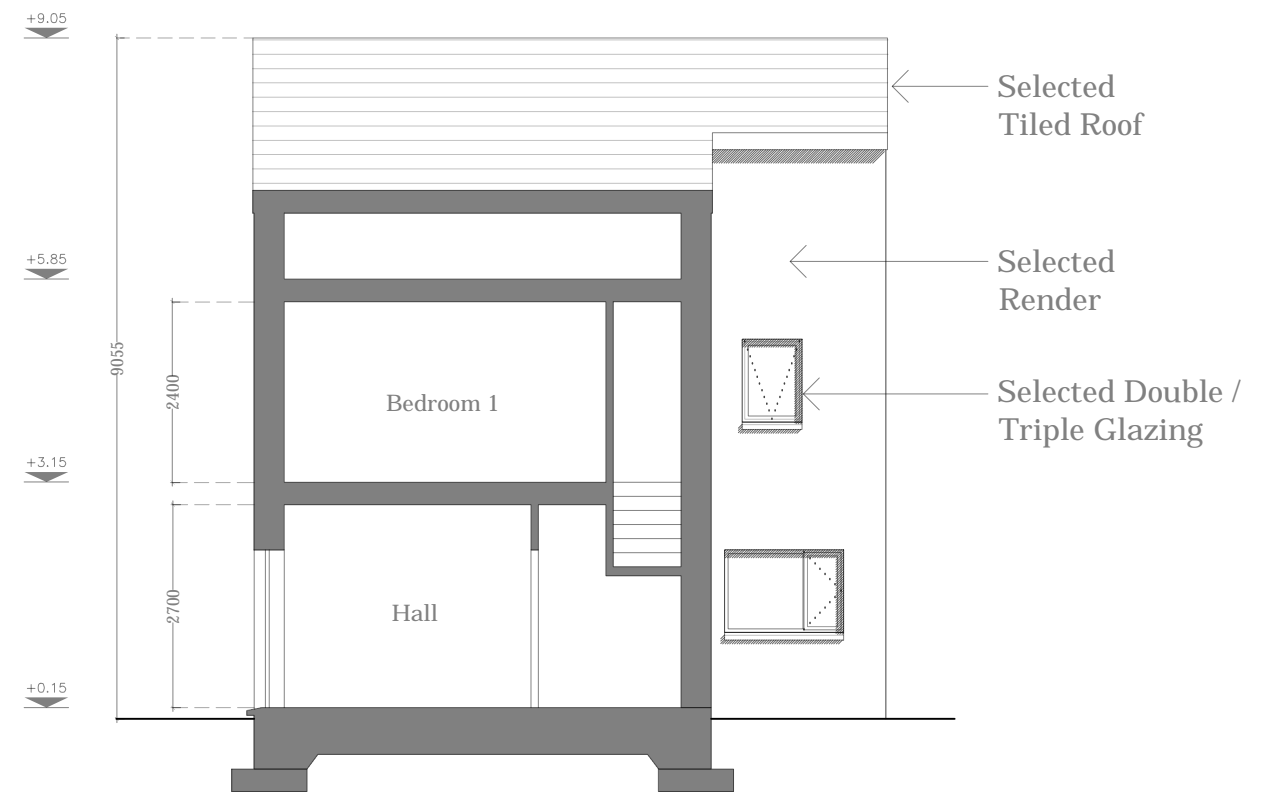 +9.05
Selected
Tiled Roof
+5.85
Selected
Render
9055
2400
Bedroom 1
Selected Double /
Triple Glazing
+3.15
2700
Hall
+0.15